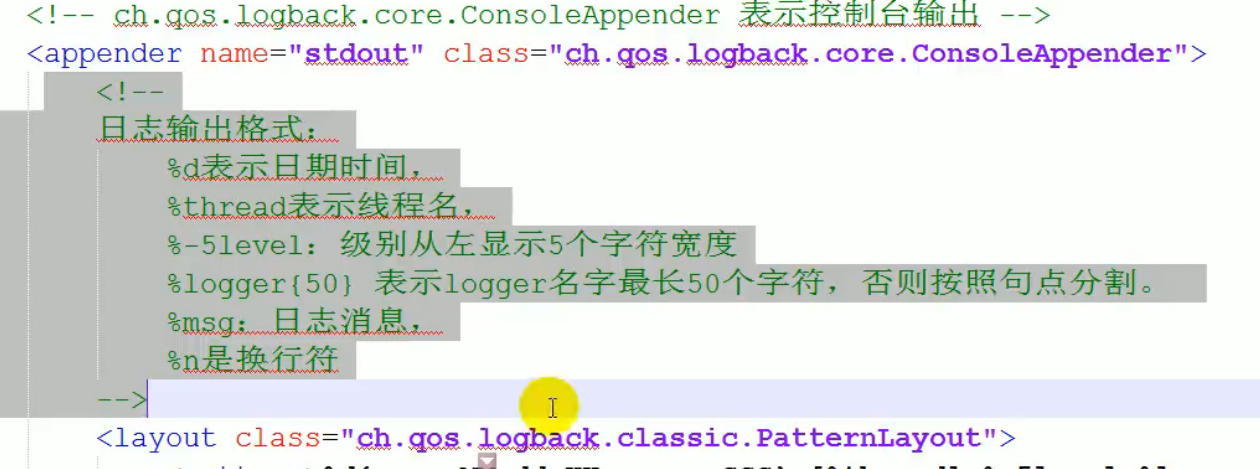 <!-- ch.qos.logback.core.ConsoleAppender 表示控制台输出 -->
<appender name="stdout" class="ch.qos.logback.core.ConsoleAppender">
<!--
日志输出格式：
%d表示日期时间，
%thread表示线程名，
%-5level：级别从左显示5个字符宽度
%logger{50} 表示logger名字最长50个字符，否则按照句点分割。
%msg：日志消息，
%n是换行符
-->
<layout class="ch.qos.logback.classic.PatternLayout">